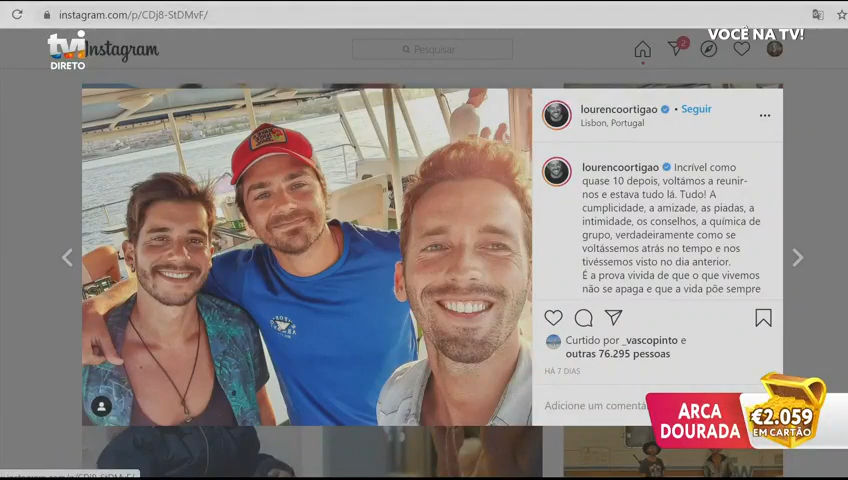 instagram.com/p/CDj8-StDMvF/
VOCÊ NA TV!
tvi
DIRETO
Instagram
Pesquisar
2
lourencoortigao • Seguir
Lisbon, Portugal
lourencoortigao Incrível como
quase 10 depois, voltámos a reunir-
nos e estava tudo lá. Tudo! A
cumplicidade, a amizade, as piadas, a
intimidade, os conselhos, a química de
grupo, verdadeiramente como se
voltássemos atrás no tempo e nos
tivéssemos visto no dia anterior.
É a prova vivida de que o que vivemos
não se apaga e que a vida põe sempre
Curtido por _vascopinto e
outras 76.295 pessoas
HÁ 7 DIAS
Adicione um comentá
ARCA
DOURADA
€2.059
EM CARTÃO